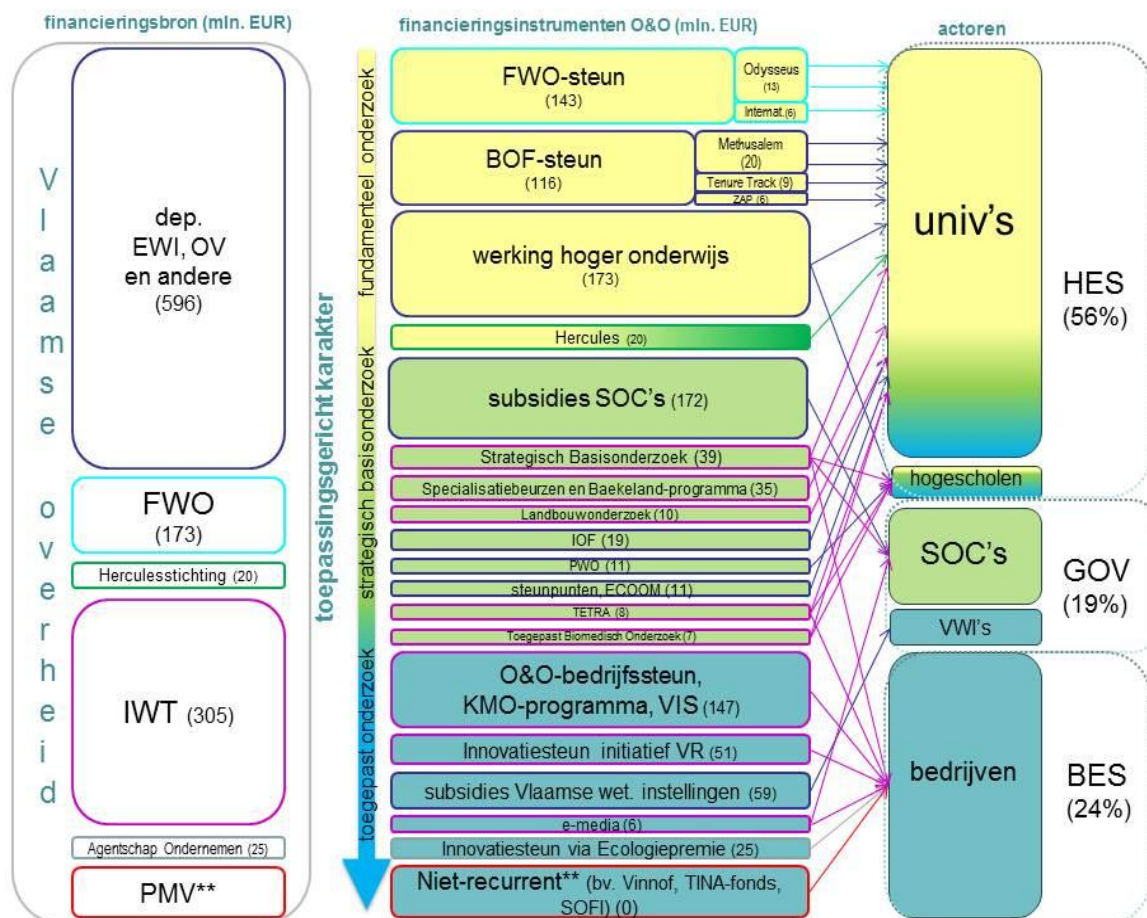 financieringsbron (mln. EUR)
Vlaamse overheid
dep.
EWI, OV
en andere
(596)
FWO
(173)
Herculesstichting (20)
IWT (305)
Agentschap Ondernemen (25)
PMV**
toepassingsgericht karakter
financieringsinstrumenten O&O (mln. EUR)
fundamenteel onderzoek
strategisch basisonderzoek
toegepast onderzoek
FWO-steun
(143)
Odysseus
(13)
Internat.(6)
BOF-steun
(116)
Methusalem
(20)
Tenure Track (9)
ZAP (6)
werking hoger onderwijs
(173)
Hercules (20)
subsidies SOC's (172)
Strategisch Basisonderzoek (39)
Specialisatiebeurzen en Baekeland-programma (35)
Landbouwonderzoek (10)
IOF (19)
PWO (11)
steunpunten, ECOOM (11)
TETRA (8)
Toegepast Biomedisch Onderzoek (7)
O&O-bedrijfssteun,
KMO-programma, VIS (147)
Innovatiesteun initiatief VR (51)
subsidies Vlaamse wet. instellingen (59)
e-media (6)
Innovatiesteun via Ecologiepremie (25)
Niet-recurrent** (bv. Vinnof, TINA-fonds,
SOFI) (0)
actoren
univ's
hogescholen
SOC's
VWI's
bedrijven
HES
(56%)
GOV
(19%)
BES
(24%)